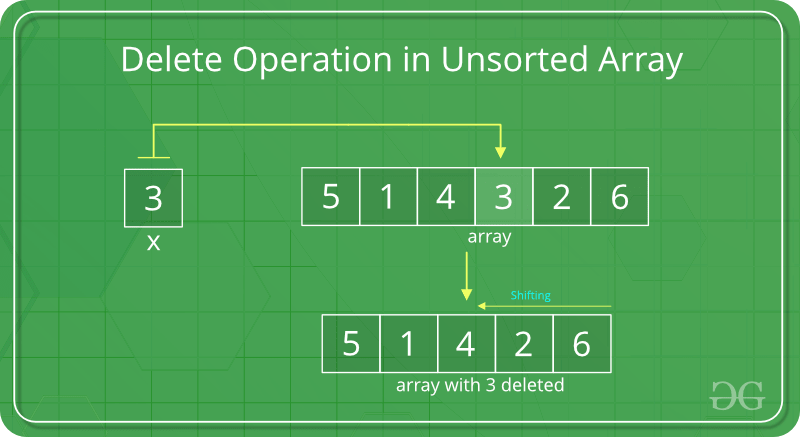 Delete Operation in Unsorted Array
3
x
5 1 4 3 2 6
array
Shifting
5 1 4 2 6
array with 3 deleted